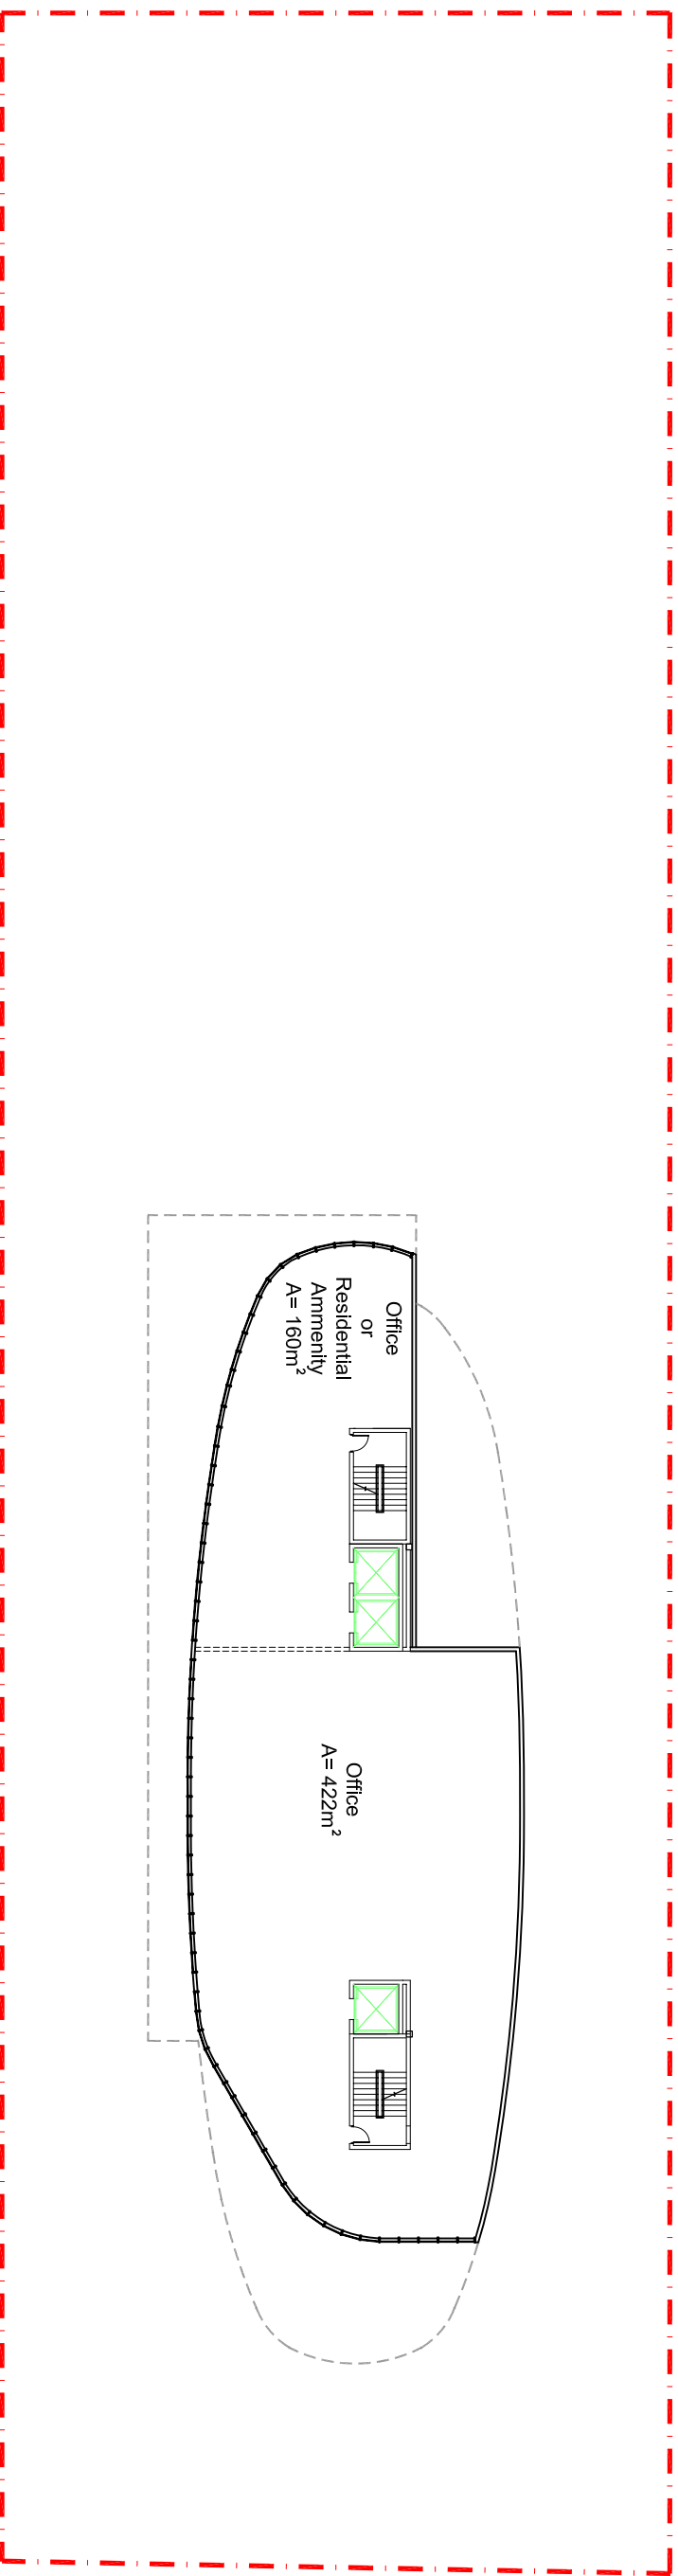 Office
or
Residential
Ammenity
A= 160m²
Office
A= 422m²